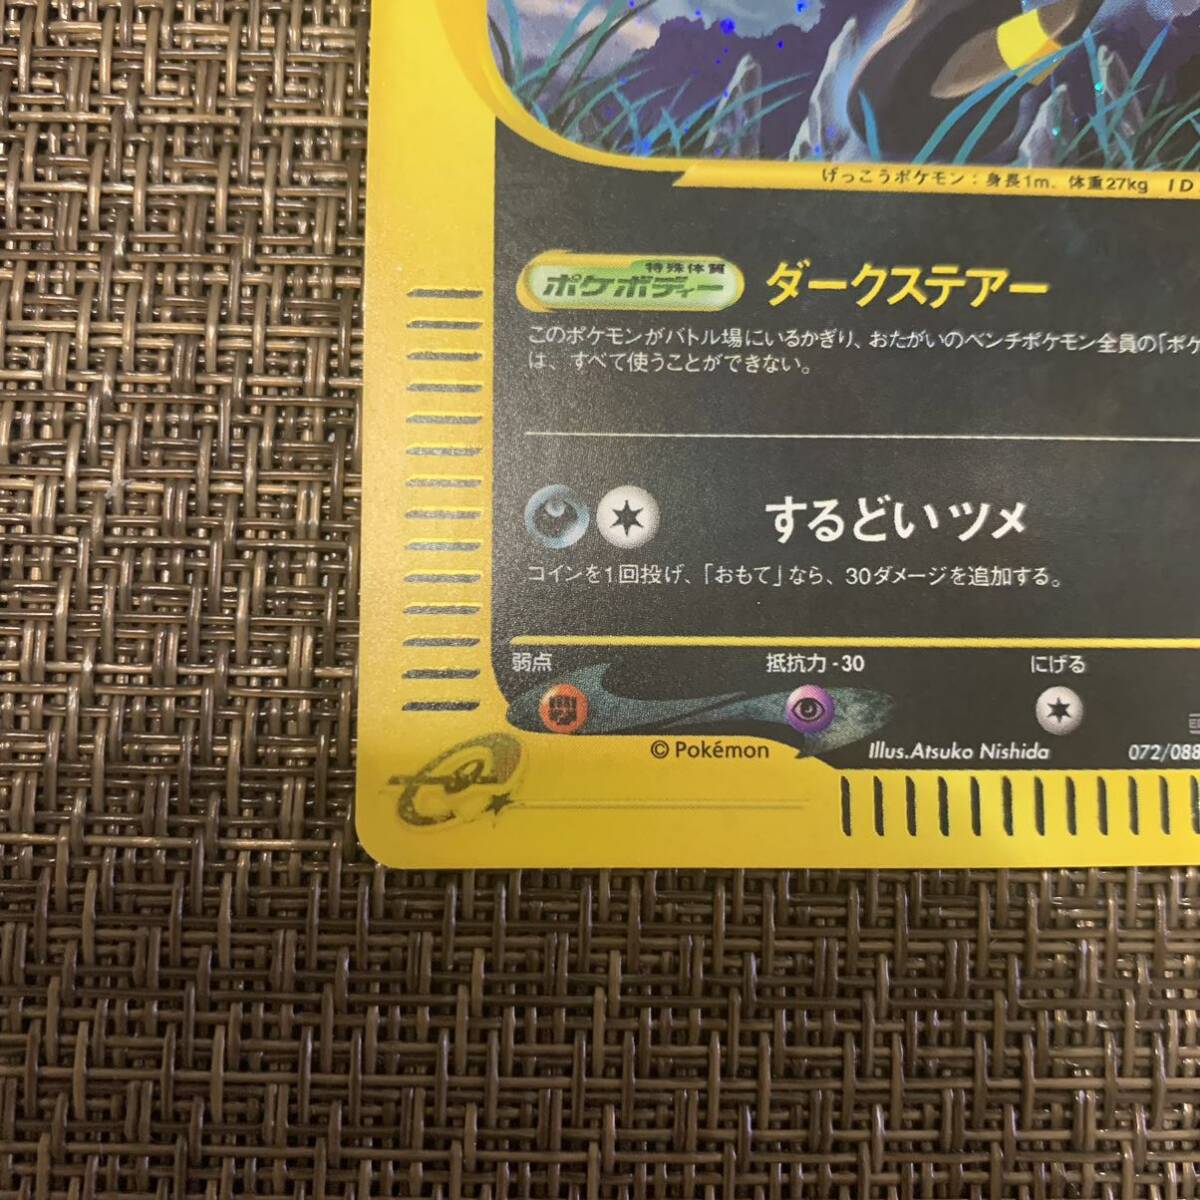 げっこうポケモン：身長1m、体重27kg ID
特殊体質
ポケボディー
ダークステアー
このポケモンがバトル場にいるかぎり、おたがいのベンチポケモン全員の「ポケ
は、すべて使うことができない。
するどいツメ
コインを1回投げ、「おもて」なら、30ダメージを追加する。
弱点 抵抗力 -30 にげる
© Pokémon Illus.Atsuko Nishida 072/088